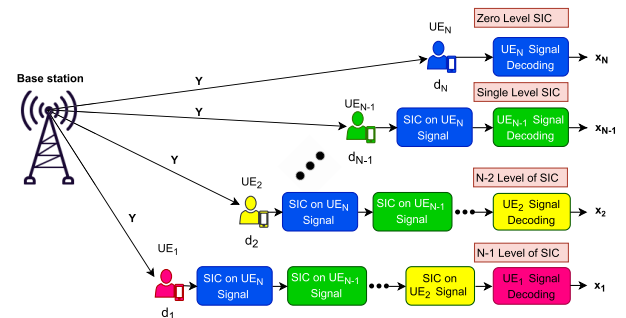 Zero Level SIC
UE_N
UE_N Signal
Decoding
x_N
d_N
Base station
Y
Single Level SIC
UE_N-1
Y
SIC on UE_N
Signal
UE_N-1 Signal
Decoding
x_N-1
d_N-1
Y
N-2 Level of SIC
UE_2
SIC on UE_N
Signal
SIC on UE_N-1
Signal
UE_2 Signal
Decoding
x_2
d_2
Y
N-1 Level of SIC
UE_1
SIC on UE_N
Signal
SIC on UE_N-1
Signal
SIC on
UE_2 Signal
UE_1 Signal
Decoding
x_1
d_1